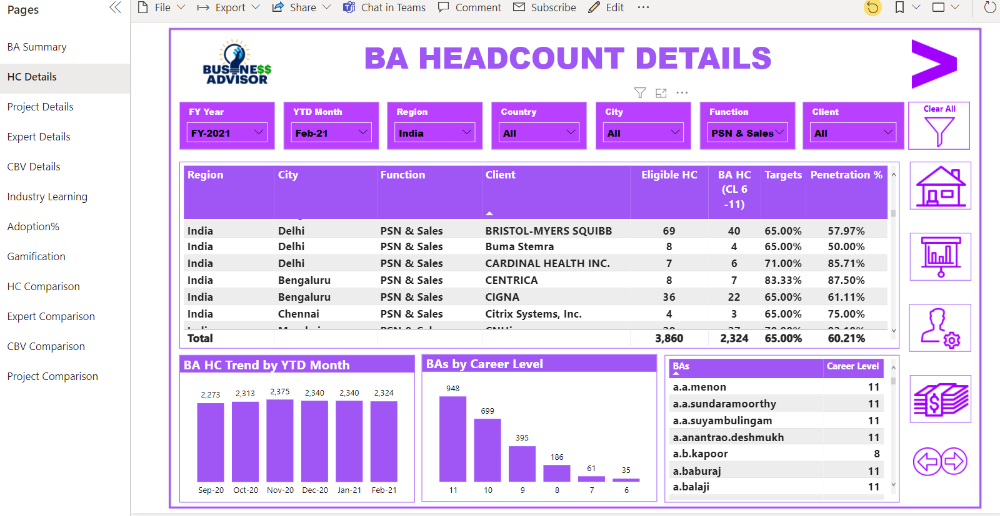 Pages
File
Export
Share
Chat in Teams
Comment
Subscribe
Edit
BA Summary
HC Details
Project Details
Expert Details
CBV Details
Industry Learning
Adoption%
Gamification
HC Comparison
Expert Comparison
CBV Comparison
Project Comparison
BUSINE$$
ADVISOR
BA HEADCOUNT DETAILS
FY Year
FY-2021
YTD Month
Feb-21
Region
India
Country
All
City
All
Function
PSN & Sales
Client
All
Clear All
Region City Function Client Eligible HC BA HC (CL 6 -11) Targets Penetration %
India Delhi PSN & Sales BRISTOL-MYERS SQUIBB 69 40 65.00% 57.97%
India Delhi PSN & Sales Buma Stemra 8 4 65.00% 50.00%
India Delhi PSN & Sales CARDINAL HEALTH INC. 7 6 71.00% 85.71%
India Bengaluru PSN & Sales CENTRICA 8 7 83.33% 87.50%
India Bengaluru PSN & Sales CIGNA 36 22 65.00% 61.11%
India Chennai PSN & Sales Citrix Systems, Inc. 4 3 65.00% 75.00%
Total 3,860 2,324 65.00% 60.21%
BA HC Trend by YTD Month
2,273 2,313 2,375 2,340 2,340 2,324
Sep-20 Oct-20 Nov-20 Dec-20 Jan-21 Feb-21
BAs by Career Level
948 699 395 186 61 35
11 10 9 8 7 6
BAs Career Level
a.a.menon 11
a.a.sundaramoorthy 11
a.a.suyambulingam 11
a.anantrao.deshmukh 11
a.b.kapoor 8
a.baburaj 11
a.balaji 11